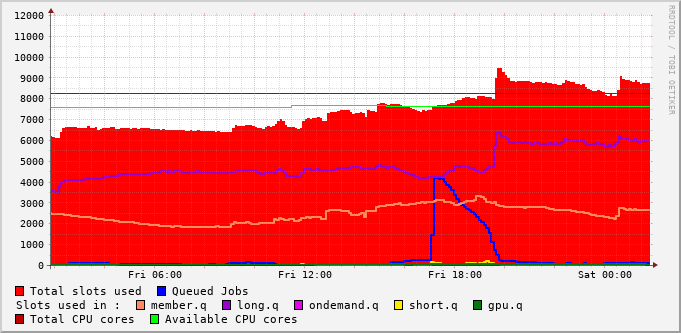 12000
11000
10000
9000
8000
7000
6000
5000
4000
3000
2000
1000
0
RRDTOOL / TOBI OETIKER
Fri 06:00 Fri 12:00 Fri 18:00 Sat 00:00
Total slots used Queued Jobs
Slots used in : member.q long.q ondemand.q short.q gpu.q
Total CPU cores Available CPU cores